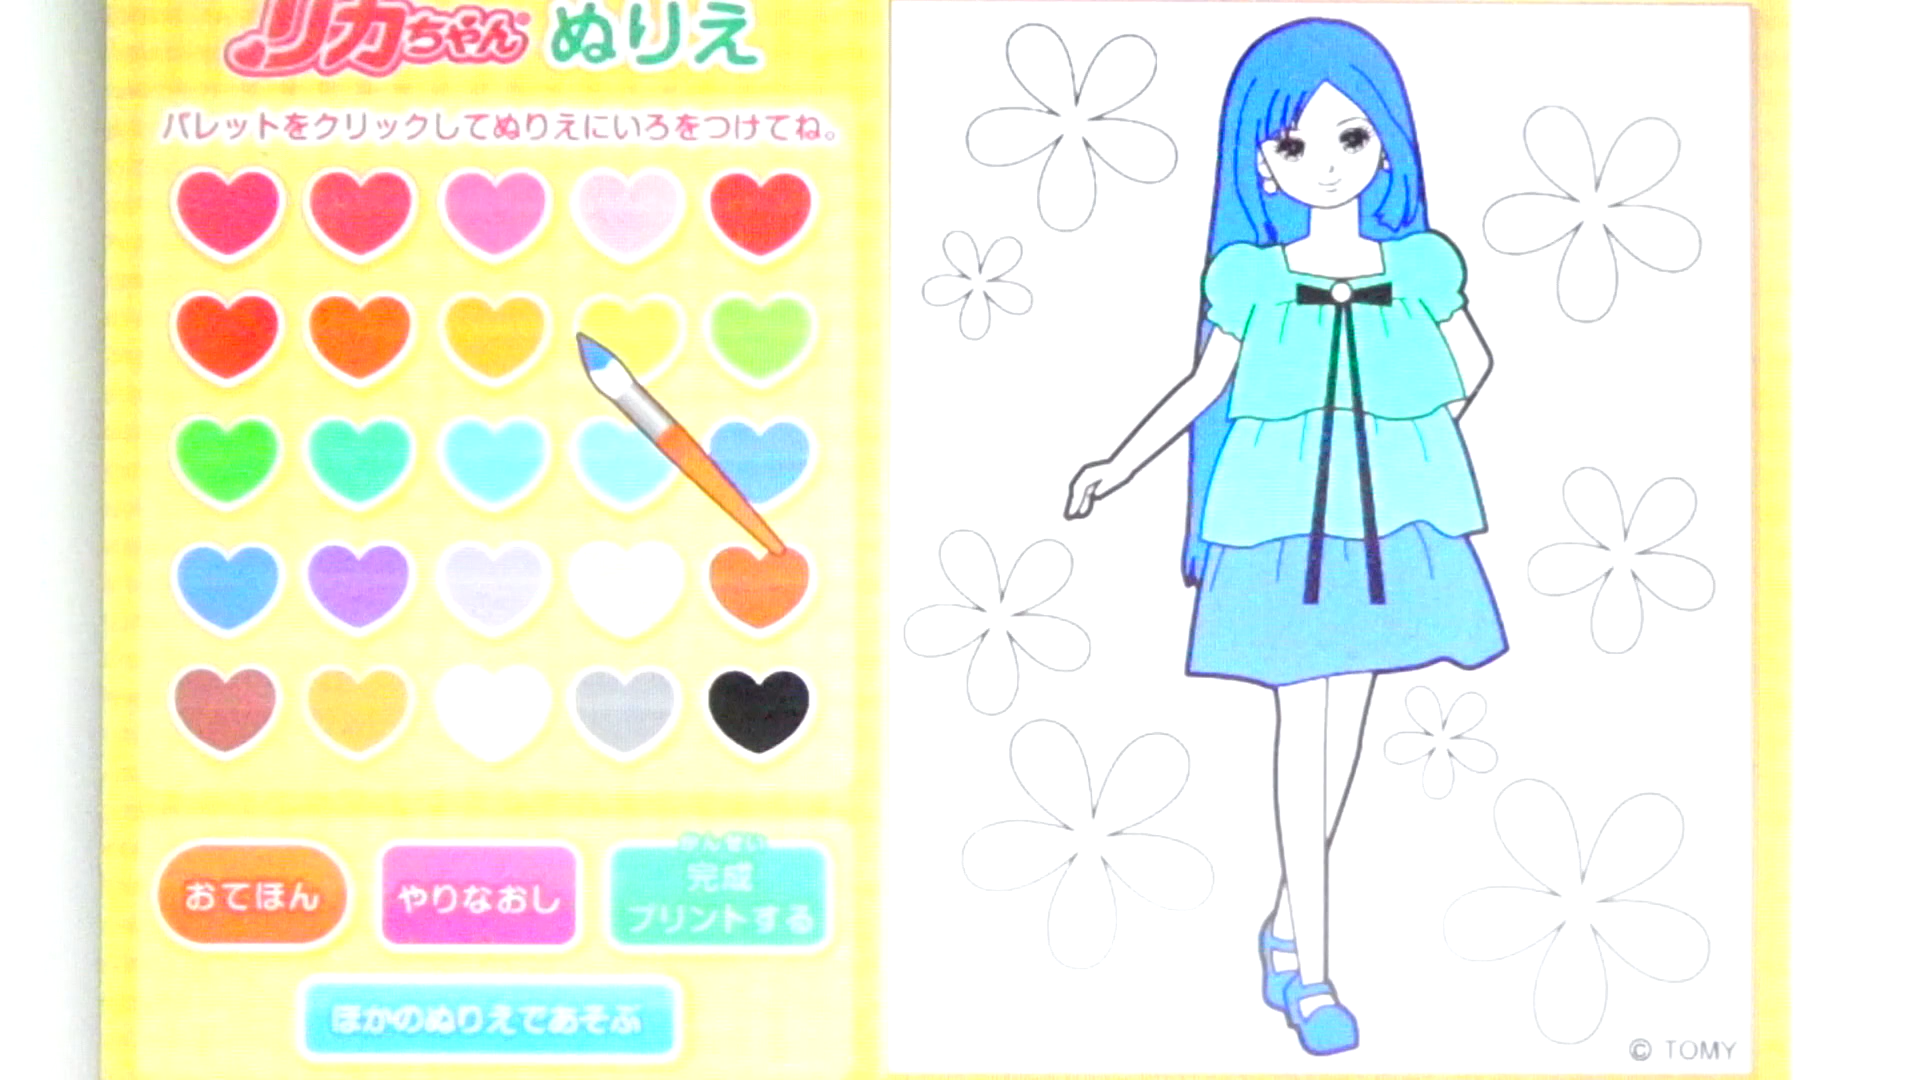 リカちゃん ぬりえ
パレットをクリックしてぬりえにいろをつけてね。
おてほん
やりなおし
かんせい
完成
プリントする
ほかのぬりえであそぶ
© TOMY